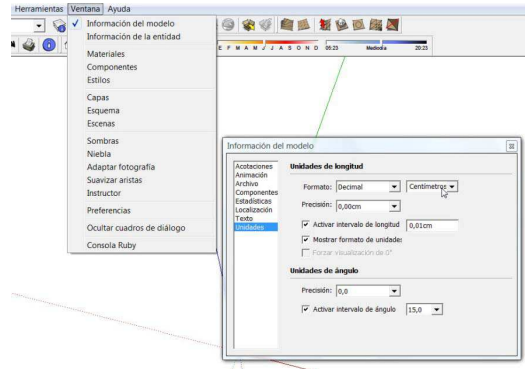 Herramientas Ventana Ayuda
Información del modelo
Información de la entidad
Materiales
Componentes
Estilos
Capas
Esquema
Escenas
Sombras
Niebla
Adaptar fotografía
Suavizar aristas
Instructor
Preferencias
Ocultar cuadros de diálogo
Consola Ruby
E F M A M J J A S O N D 06:23 Mediodía 20:23
Información del modelo
Acotaciones
Animación
Archivo
Componentes
Estadísticas
Localización
Texto
Unidades
Unidades de longitud
Formato: Decimal Centímetros
Precisión: 0,00cm
Activar intervalo de longitud 0,01cm
Mostrar formato de unidades
Forzar visualización de 0"
Unidades de ángulo
Precisión: 0,0
Activar intervalo de ángulo 15,0